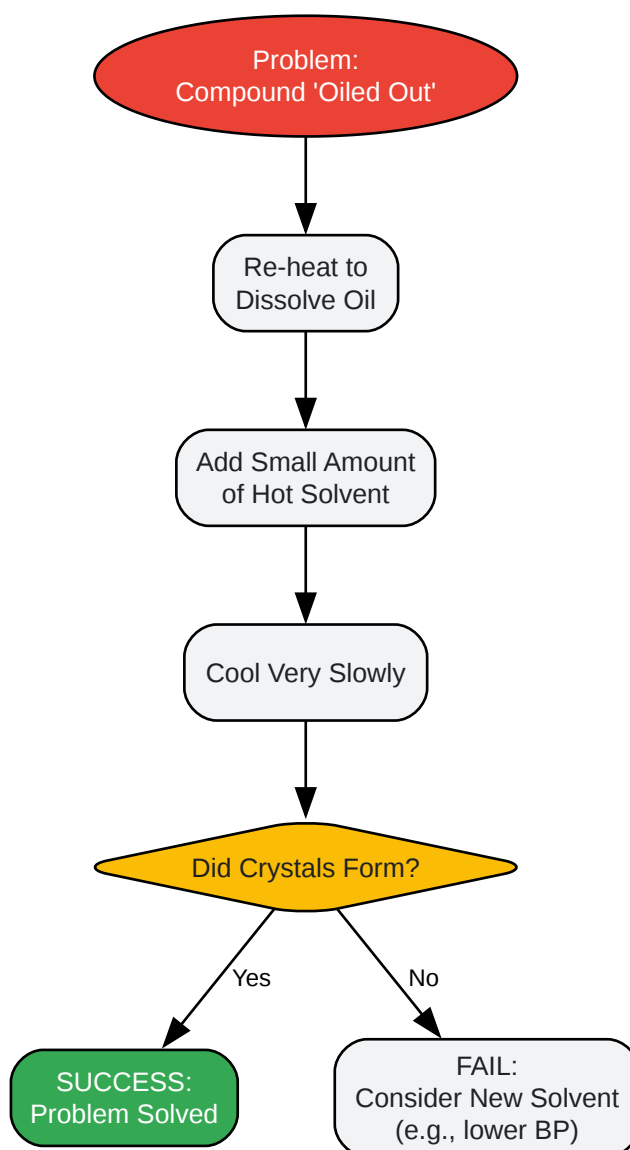 Problem:
Compound 'Oiled Out'
Re-heat to
Dissolve Oil
Add Small Amount
of Hot Solvent
Cool Very Slowly
Did Crystals Form?
Yes
No
SUCCESS:
Problem Solved
FAIL:
Consider New Solvent
(e.g., lower BP)